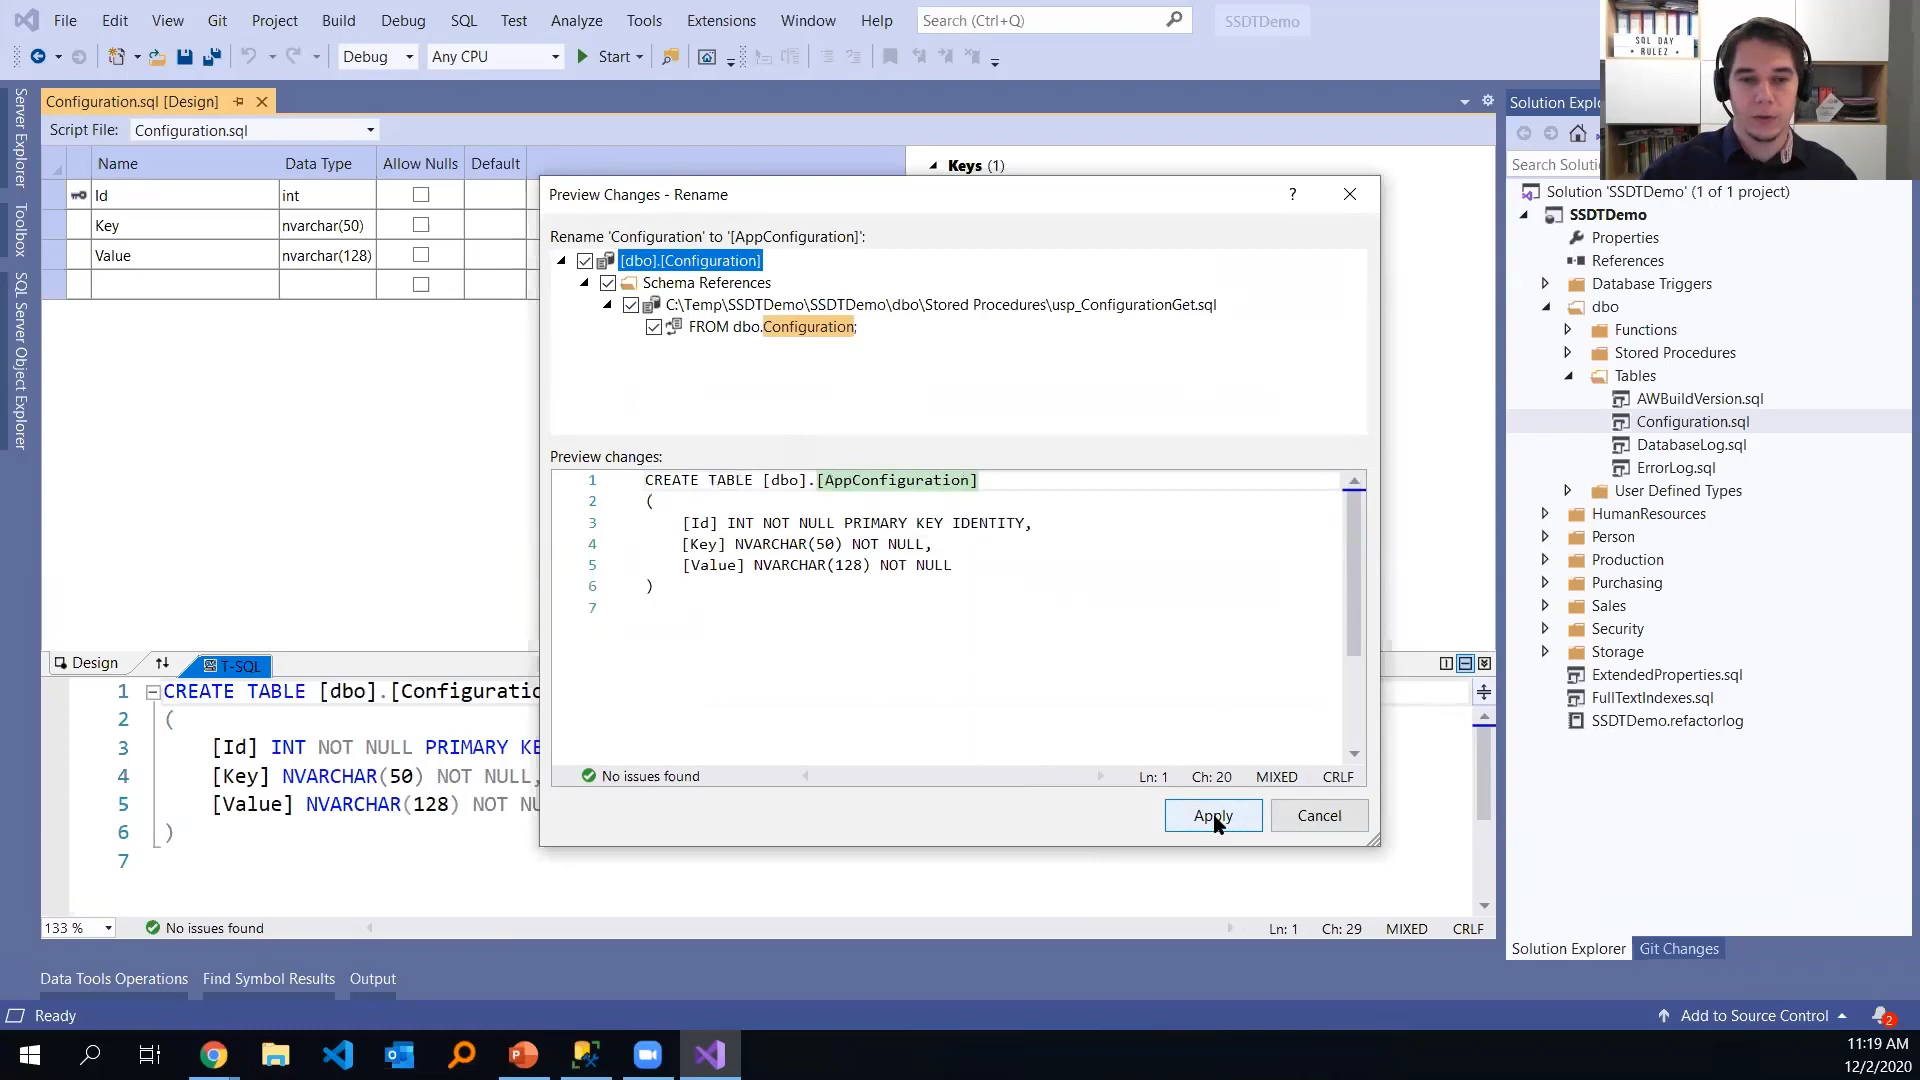 File Edit View Git Project Build Debug SQL Test Analyze Tools Extensions Window Help Search (Ctrl+Q) SSDTDemo
Debug Any CPU Start
SQL DAY
• RULEZ •
Configuration.sql [Design]
Script File: Configuration.sql
Server Explorer
Toolbox
SQL Server Object Explorer
Name Data Type Allow Nulls Default
Id int
Key nvarchar(50)
Value nvarchar(128)
Keys (1)
Preview Changes - Rename ?
Rename 'Configuration' to '[AppConfiguration]':
[dbo].[Configuration]
Schema References
C:\Temp\SSDTDemo\SSDTDemo\dbo\Stored Procedures\usp_ConfigurationGet.sql
FROM dbo.Configuration;
Preview changes:
1 CREATE TABLE [dbo].[AppConfiguration]
2 (
3 [Id] INT NOT NULL PRIMARY KEY IDENTITY,
4 [Key] NVARCHAR(50) NOT NULL,
5 [Value] NVARCHAR(128) NOT NULL
6 )
7
No issues found Ln: 1 Ch: 20 MIXED CRLF
Apply Cancel
Design T-SQL
1 CREATE TABLE [dbo].[Configuratio
2 (
3 [Id] INT NOT NULL PRIMARY KE
4 [Key] NVARCHAR(50) NOT NULL,
5 [Value] NVARCHAR(128) NOT NU
6 )
7
133 % No issues found Ln: 1 Ch: 29 MIXED CRLF
Solution Explo
Search Soluti
Solution 'SSDTDemo' (1 of 1 project)
SSDTDemo
Properties
References
Database Triggers
dbo
Functions
Stored Procedures
Tables
AWBuildVersion.sql
Configuration.sql
DatabaseLog.sql
ErrorLog.sql
User Defined Types
HumanResources
Person
Production
Purchasing
Sales
Security
Storage
ExtendedProperties.sql
FullTextIndexes.sql
SSDTDemo.refactorlog
Solution Explorer Git Changes
Data Tools Operations Find Symbol Results Output
Ready Add to Source Control 2
11:19 AM
12/2/2020